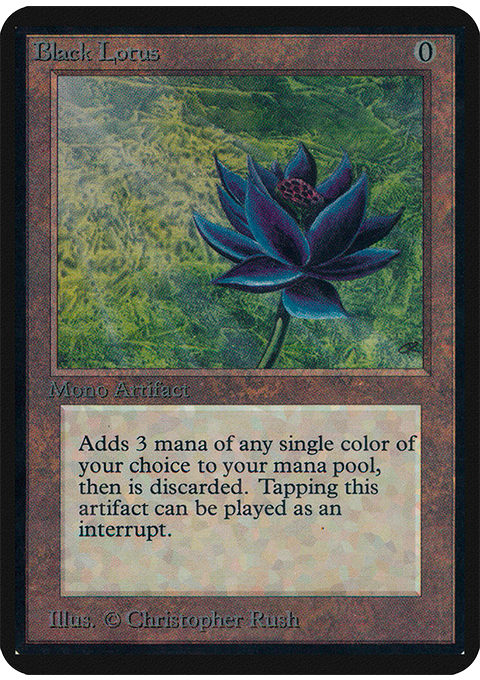 Black Lotus
0
Mono Artifact
Adds 3 mana of any single color of
your choice to your mana pool,
then is discarded. Tapping this
artifact can be played as an
interrupt.
Illus. © Christopher Rush